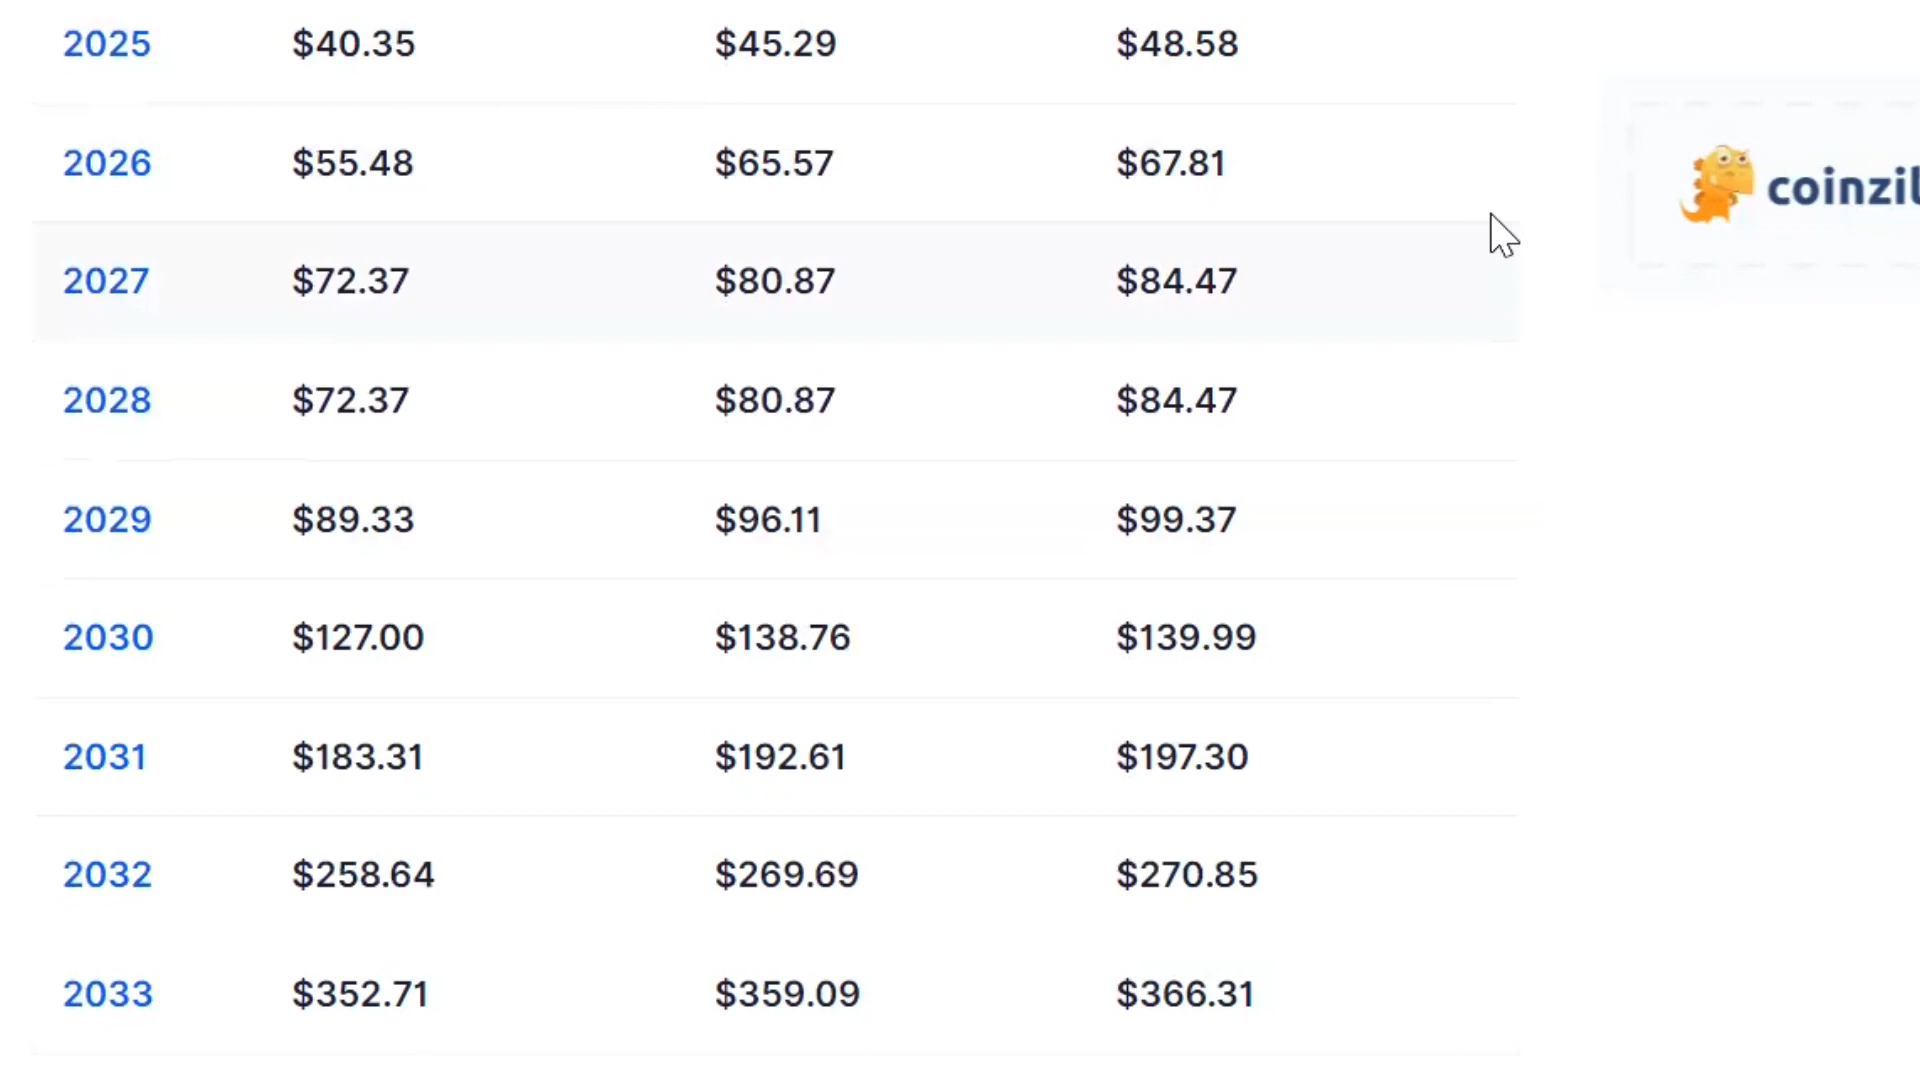 2025 $40.35 $45.29 $48.58
2026 $55.48 $65.57 $67.81
coinzil
2027 $72.37 $80.87 $84.47
2028 $72.37 $80.87 $84.47
2029 $89.33 $96.11 $99.37
2030 $127.00 $138.76 $139.99
2031 $183.31 $192.61 $197.30
2032 $258.64 $269.69 $270.85
2033 $352.71 $359.09 $366.31